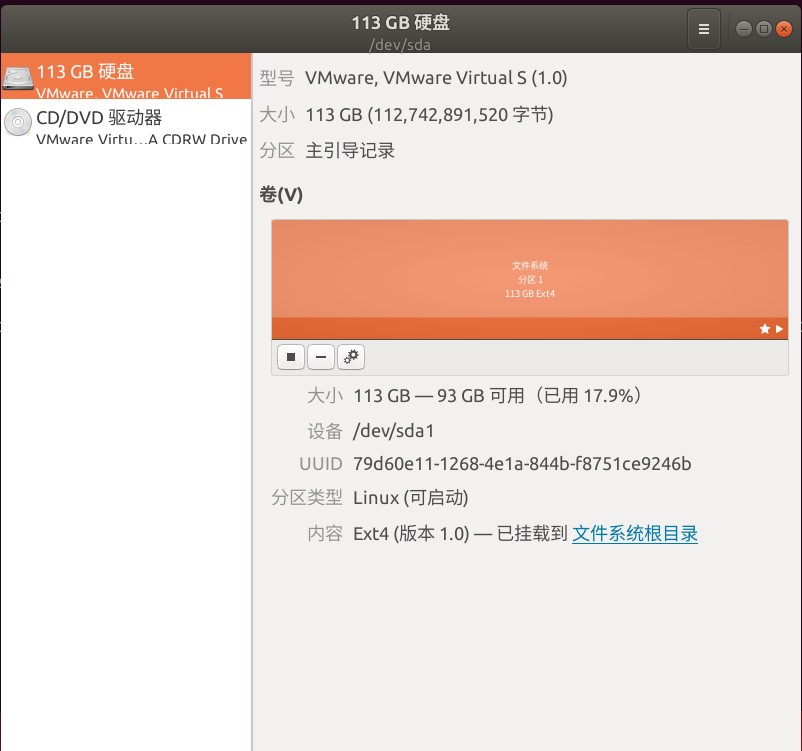 113 GB 硬盘
/dev/sda
113 GB 硬盘
VMware, VMware Virtual S
CD/DVD 驱动器
VMware Virtu…A CDRW Drive
型号 VMware, VMware Virtual S (1.0)
大小 113 GB (112,742,891,520 字节)
分区 主引导记录
卷(V)
文件系统
分区 1
113 GB Ext4
大小 113 GB — 93 GB 可用（已用 17.9%）
设备 /dev/sda1
UUID 79d60e11-1268-4e1a-844b-f8751ce9246b
分区类型 Linux (可启动)
内容 Ext4 (版本 1.0) — 已挂载到 文件系统根目录